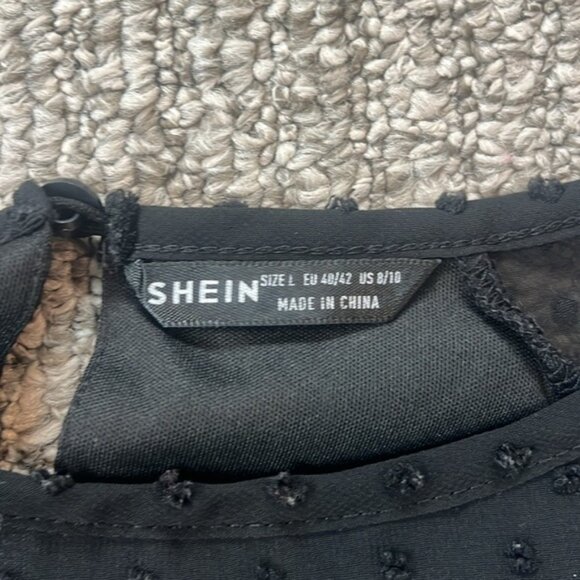 SHEIN SIZE L EU 40/42 US 8/10
MADE IN CHINA